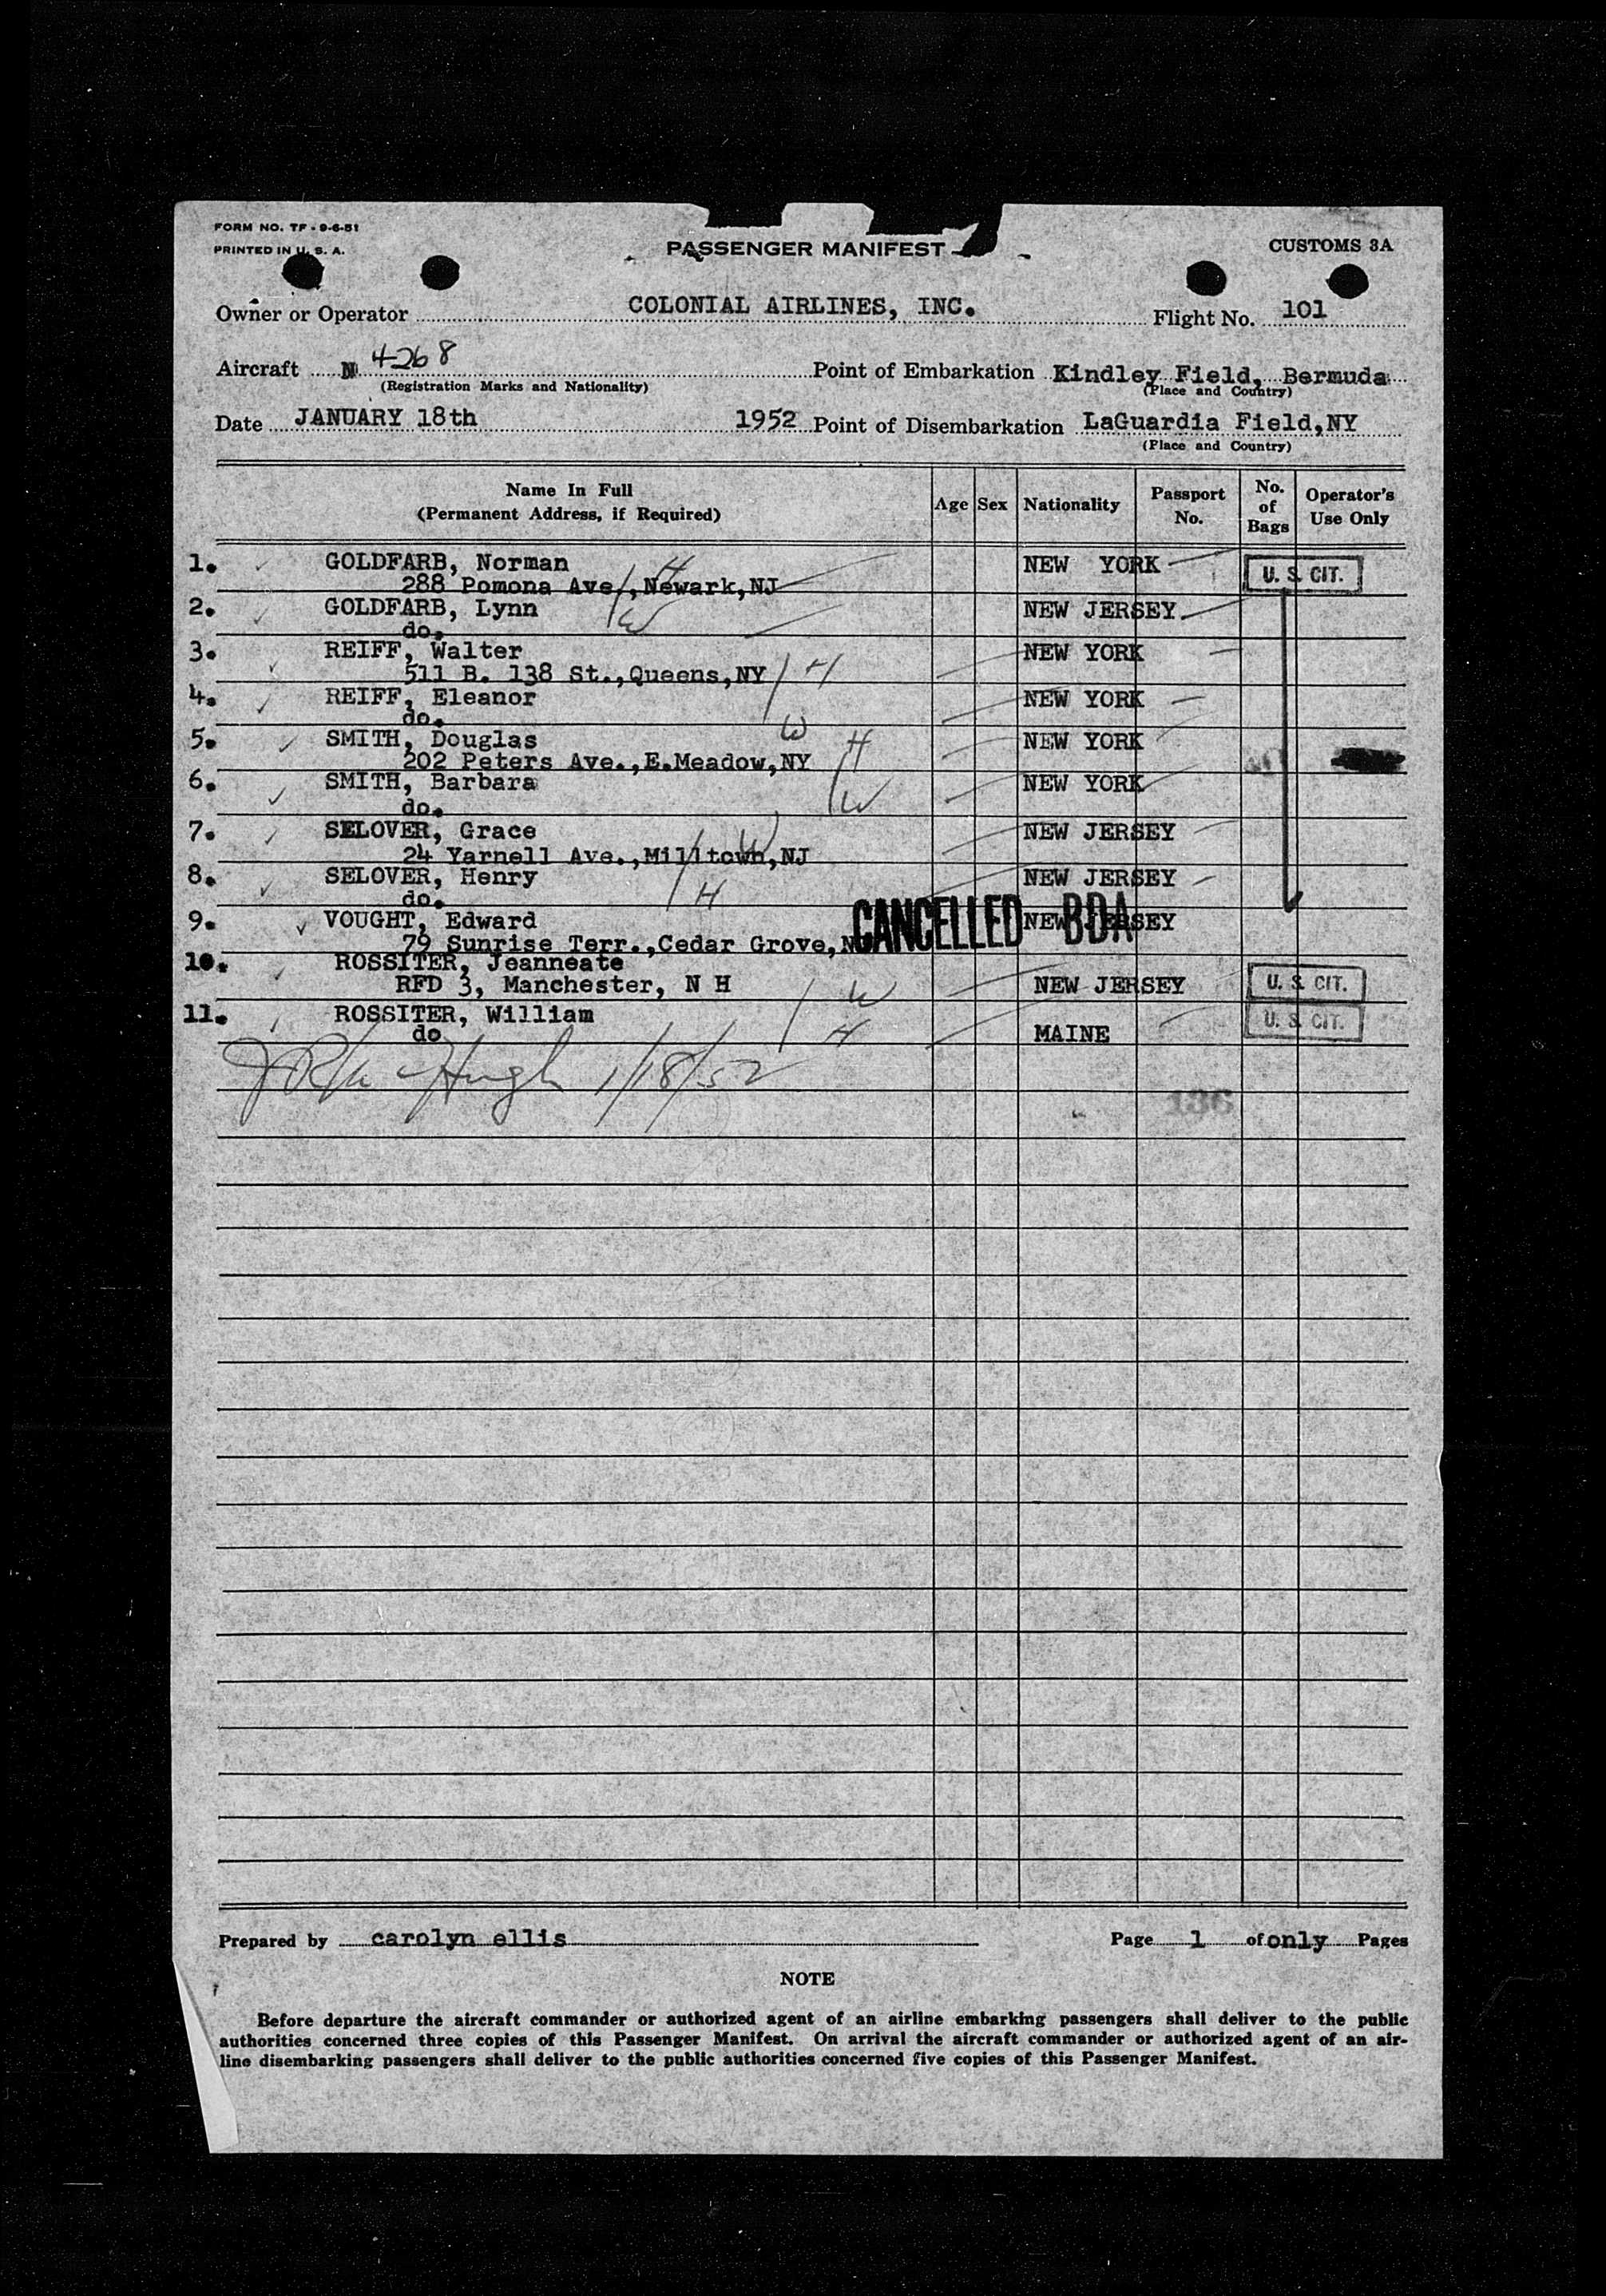 FORM NO. TF - 9-6-51
PRINTED IN U. S. A.
PASSENGER MANIFEST
CUSTOMS 3A
Owner or Operator COLONIAL AIRLINES, INC. Flight No. 101
Aircraft N 4268 Point of Embarkation Kindley Field, Bermuda
(Registration Marks and Nationality) (Place and Country)
Date JANUARY 18th 1952 Point of Disembarkation LaGuardia Field,NY
(Place and Country)
Name In Full (Permanent Address, if Required) Age Sex Nationality Passport No. No. of Bags Operator's Use Only
1. GOLDFARB, Norman H NEW YORK U. S. CIT.
288 Pomona Ave.,Newark,NJ
2. GOLDFARB, Lynn W NEW JERSEY
do.
3. REIFF, Walter NEW YORK
511 B. 138 St.,Queens,NY H
4. REIFF, Eleanor NEW YORK
do. W
5. SMITH, Douglas H NEW YORK
202 Peters Ave.,E.Meadow,NY
6. SMITH, Barbara NEW YORK
do. W
7. SELOVER, Grace W NEW JERSEY
24 Yarnell Ave.,Milltown,NJ
8. SELOVER, Henry NEW JERSEY
do. H
9. VOUGHT, Edward CANCELLED BDA NEW JERSEY
79 Sunrise Terr.,Cedar Grove,N
10. ROSSITER, Jeanneate
RFD 3, Manchester, N H W NEW JERSEY U. S. CIT.
11. ROSSITER, William U. S. CIT.
do H MAINE
1/18/52
136
Prepared by carolyn ellis Page 1 of only Pages
NOTE
Before departure the aircraft commander or authorized agent of an airline embarking passengers shall deliver to the public
authorities concerned three copies of this Passenger Manifest. On arrival the aircraft commander or authorized agent of an air-
line disembarking passengers shall deliver to the public authorities concerned five copies of this Passenger Manifest.